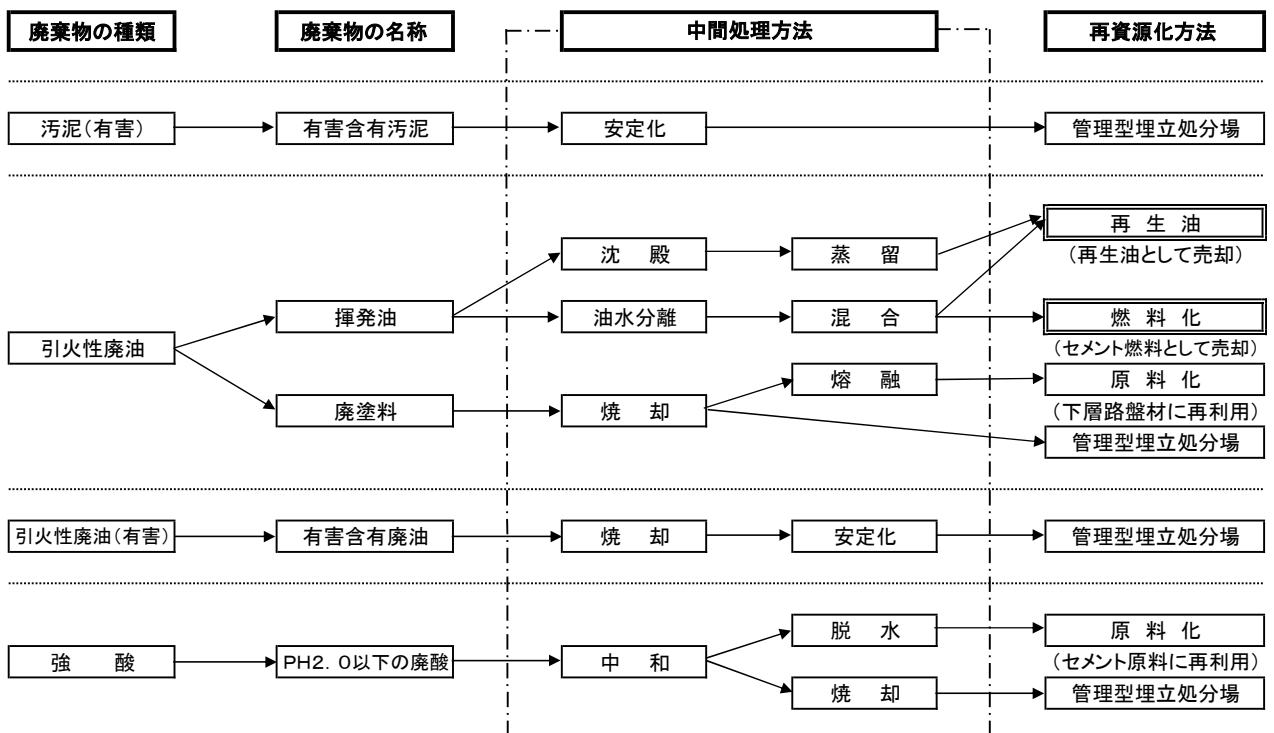 廃棄物の種類 廃棄物の名称 中間処理方法 再資源化方法
汚泥(有害) 有害含有汚泥 安定化 管理型埋立処分場
再 生 油
沈 殿 蒸 留 (再生油として売却)
揮発油 油水分離 混 合 燃 料 化
引火性廃油 (セメント燃料として売却)
熔 融 原 料 化
廃塗料 焼 却 (下層路盤材に再利用)
管理型埋立処分場
引火性廃油(有害) 有害含有廃油 焼 却 安定化 管理型埋立処分場
脱 水 原 料 化
強 酸 PH2.0以下の廃酸 中 和 (セメント原料に再利用)
焼 却 管理型埋立処分場